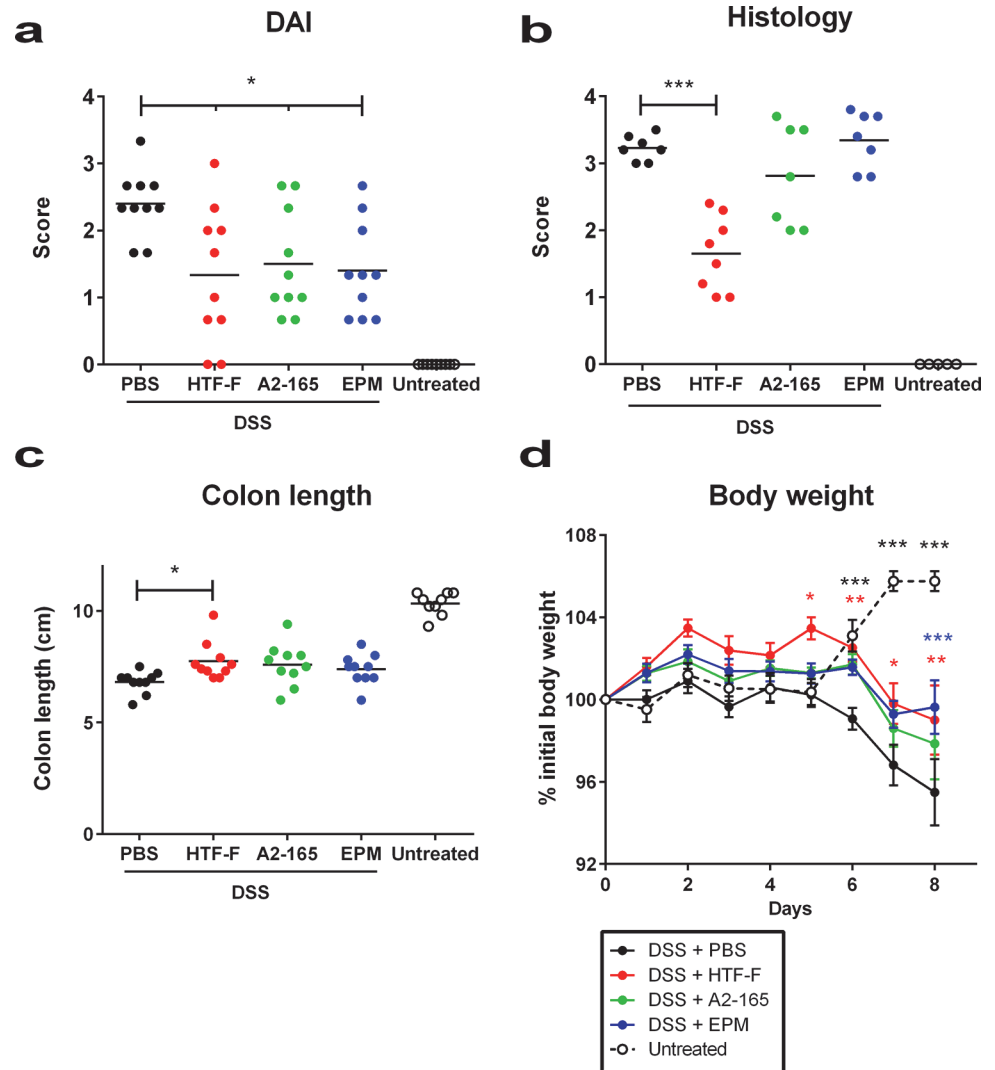 a
DAI
*
4
3
2
1
0
Score
PBS
HTF-F
A2-165
EPM
Untreated
DSS
b
Histology
***
4
3
2
1
0
Score
PBS
HTF-F
A2-165
EPM
Untreated
DSS
c
Colon length
*
10
5
0
Colon length (cm)
PBS
HTF-F
A2-165
EPM
Untreated
DSS
d
Body weight
108
104
100
96
92
% initial body weight
*** ***
***
* **
***
* **
0 2 4 6 8
Days
DSS + PBS
DSS + HTF-F
DSS + A2-165
DSS + EPM
Untreated